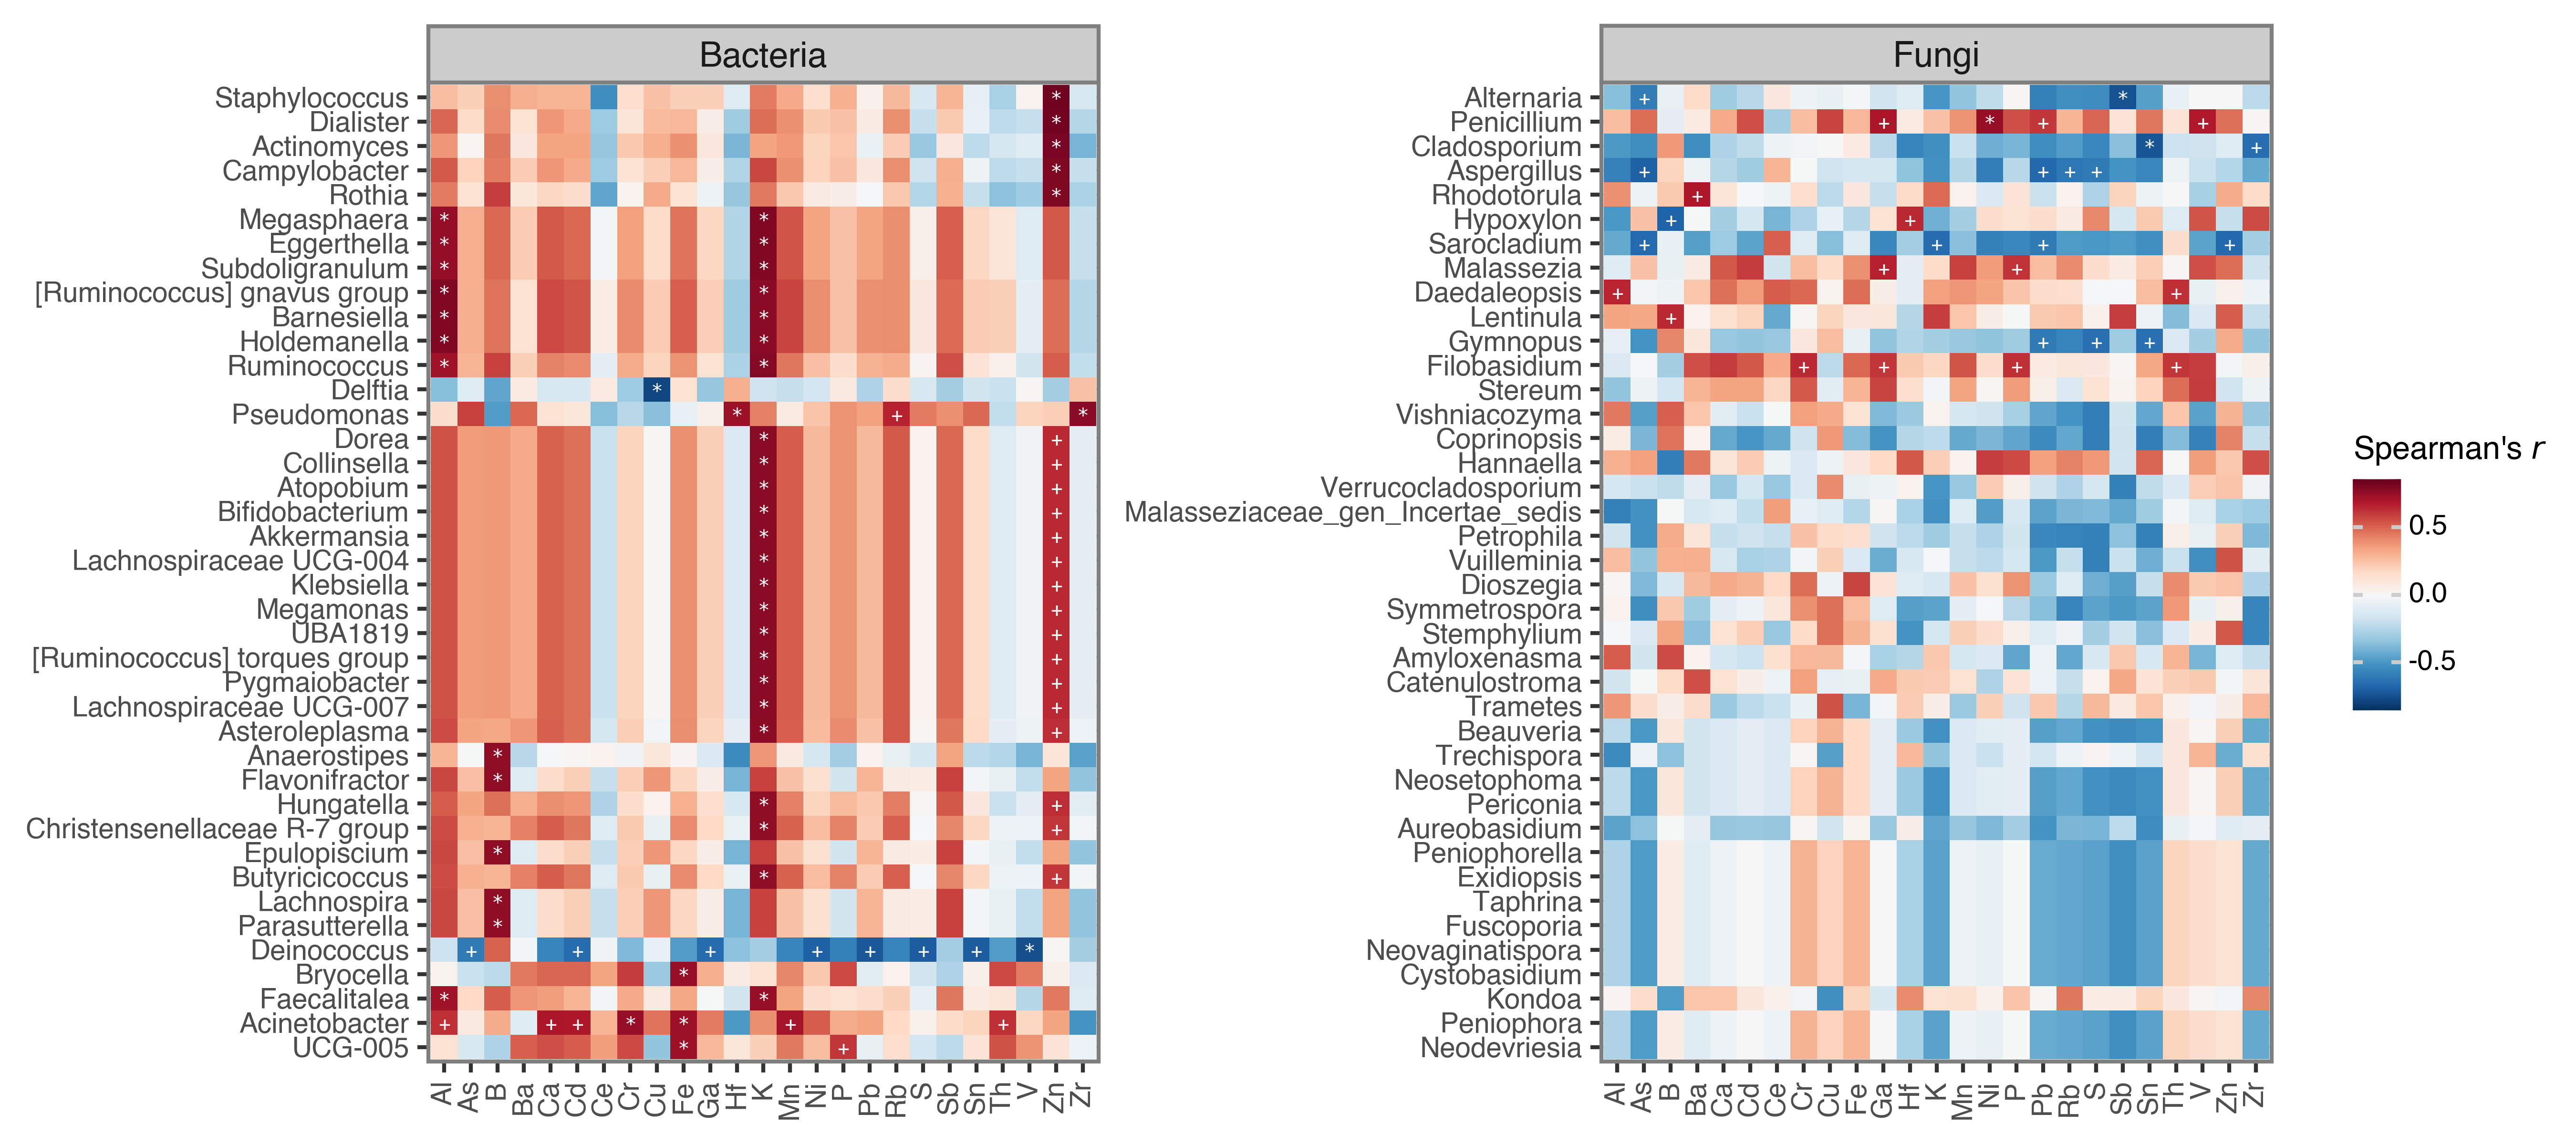 Bacteria
Staphylococcus
Dialister
Actinomyces
Campylobacter
Rothia
Megasphaera
Eggerthella
Subdoligranulum
[Ruminococcus] gnavus group
Barnesiella
Holdemanella
Ruminococcus
Delftia
Pseudomonas
Dorea
Collinsella
Atopobium
Bifidobacterium
Akkermansia
Lachnospiraceae UCG-004
Klebsiella
Megamonas
UBA1819
[Ruminococcus] torques group
Pygmaiobacter
Lachnospiraceae UCG-007
Asteroleplasma
Anaerostipes
Flavonifractor
Hungatella
Christensenellaceae R-7 group
Epulopiscium
Butyricicoccus
Lachnospira
Parasutterella
Deinococcus
Bryocella
Faecalitalea
Acinetobacter
UCG-005
Al As B Ba Ca Cd Ce Cr Cu Fe Ga Hf K Mn Ni P Pb Rb S Sb Sn Th V Zn Zr
Fungi
Alternaria
Penicillium
Cladosporium
Aspergillus
Rhodotorula
Hypoxylon
Sarocladium
Malassezia
Daedaleopsis
Lentinula
Gymnopus
Filobasidium
Stereum
Vishniacozyma
Coprinopsis
Hannaella
Verrucocladosporium
Malasseziaceae_gen_Incertae_sedis
Petrophila
Vuilleminia
Dioszegia
Symmetrospora
Stemphylium
Amyloxenasma
Catenulostroma
Trametes
Beauveria
Trechispora
Neosetophoma
Periconia
Aureobasidium
Peniophorella
Exidiopsis
Taphrina
Fuscoporia
Neovaginatispora
Cystobasidium
Kondoa
Peniophora
Neodevriesia
Al As B Ba Ca Cd Ce Cr Cu Fe Ga Hf K Mn Ni P Pb Rb S Sb Sn Th V Zn Zr
Spearman's r
0.5
0.0
-0.5